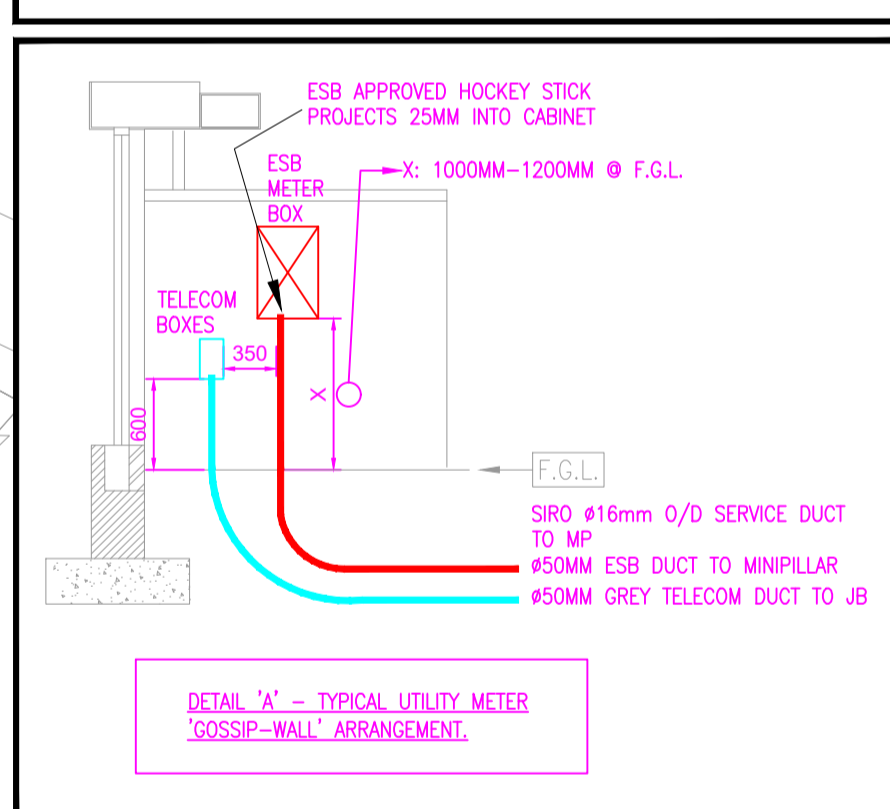 ESB APPROVED HOCKEY STICK
PROJECTS 25MM INTO CABINET
ESB
METER
BOX
X: 1000MM-1200MM @ F.G.L.
TELECOM
BOXES
350
X
600
F.G.L.
SIRO ø16mm O/D SERVICE DUCT
TO MP
ø50MM ESB DUCT TO MINIPILLAR
ø50MM GREY TELECOM DUCT TO JB
DETAIL 'A' - TYPICAL UTILITY METER
'GOSSIP-WALL' ARRANGEMENT.